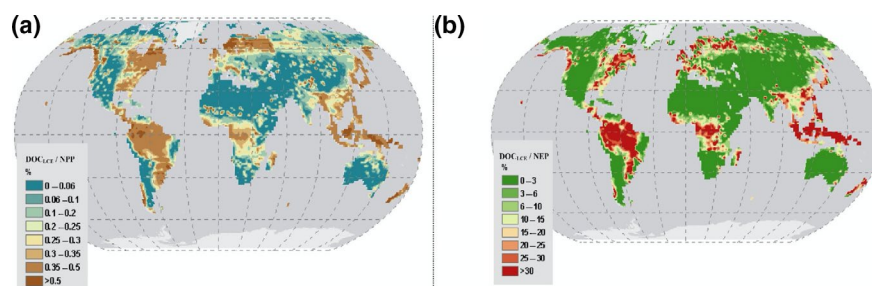 (a)
DOC_LCE / NPP
%
0 – 0.06
0.06 – 0.1
0.1 – 0.2
0.2 – 0.25
0.25 – 0.3
0.3 – 0.35
0.35 – 0.5
>0.5
(b)
DOC_LCE / NEP
%
0 – 3
3 – 6
6 – 10
10 – 15
15 – 20
20 – 25
25 – 30
>30